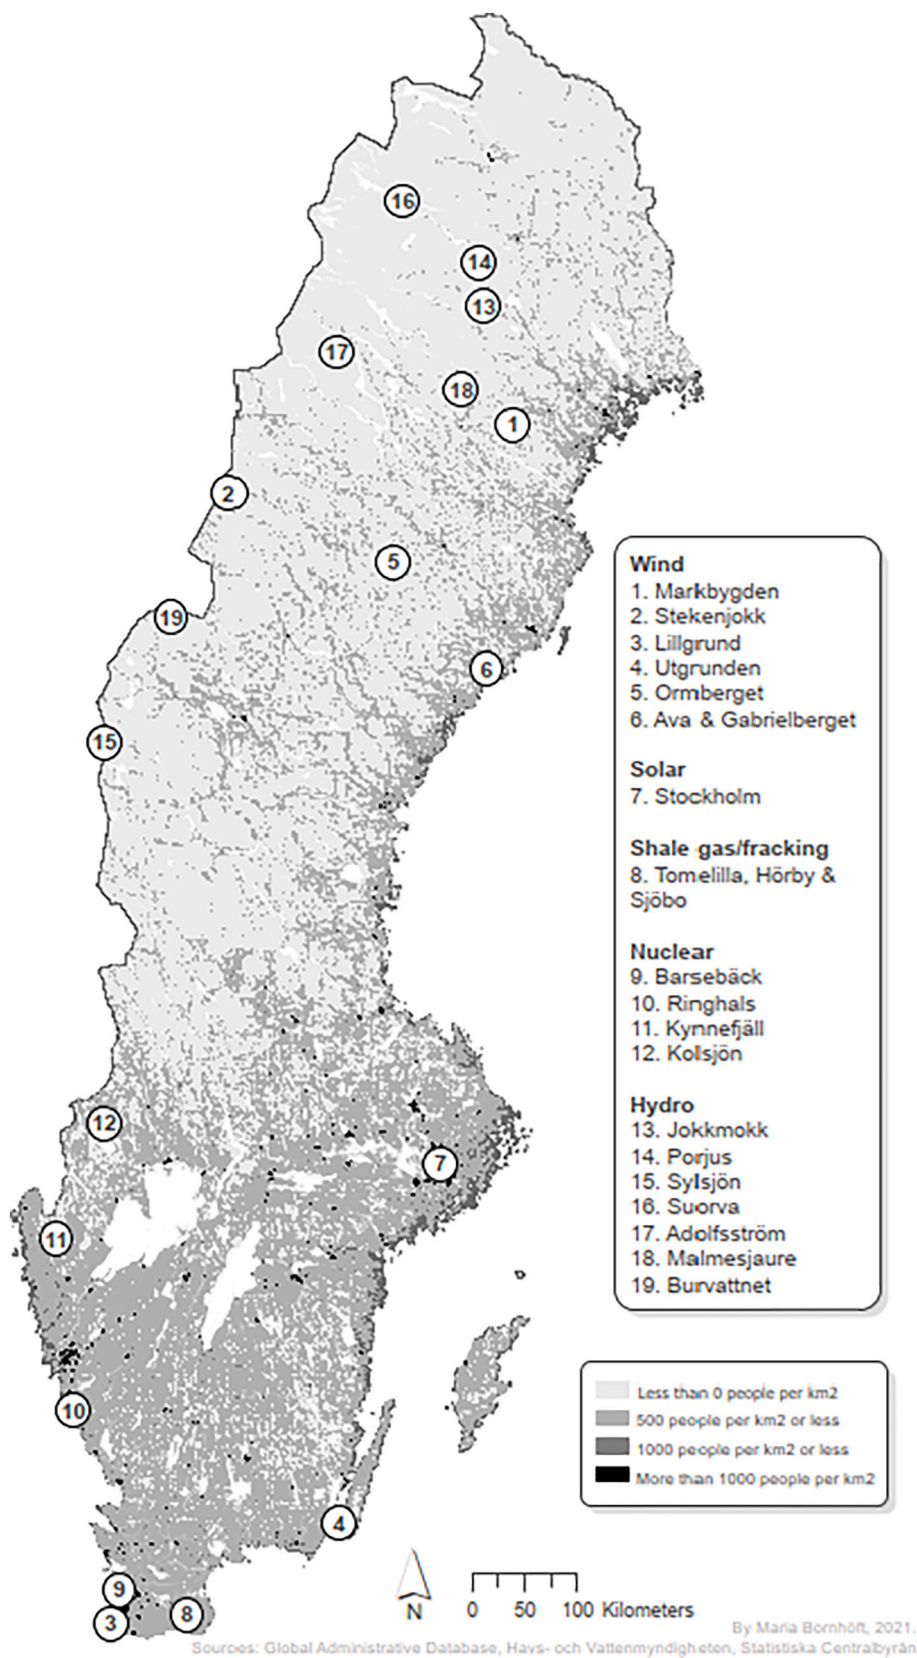 16
14
13
17
18
1
2
5
19
6
15
12
7
11
10
4
9
3
8
Wind
1. Markbygden
2. Stekenjokk
3. Lillgrund
4. Utgrunden
5. Ormberget
6. Ava & Gabrielberget
Solar
7. Stockholm
Shale gas/fracking
8. Tomelilla, Hörby &
Sjöbo
Nuclear
9. Barsebäck
10. Ringhals
11. Kynnefjäll
12. Kolsjön
Hydro
13. Jokkmokk
14. Porjus
15. Sylsjön
16. Suorva
17. Adolfsström
18. Malmesjaure
19. Burvattnet
Less than 0 people per km2
500 people per km2 or less
1000 people per km2 or less
More than 1000 people per km2
N
0 50 100 Kilometers
By Maria Bornhöft, 2021.
Sources: Global Administrative Database, Havs- och Vattenmyndigheten, Statistiska Centralbyrån